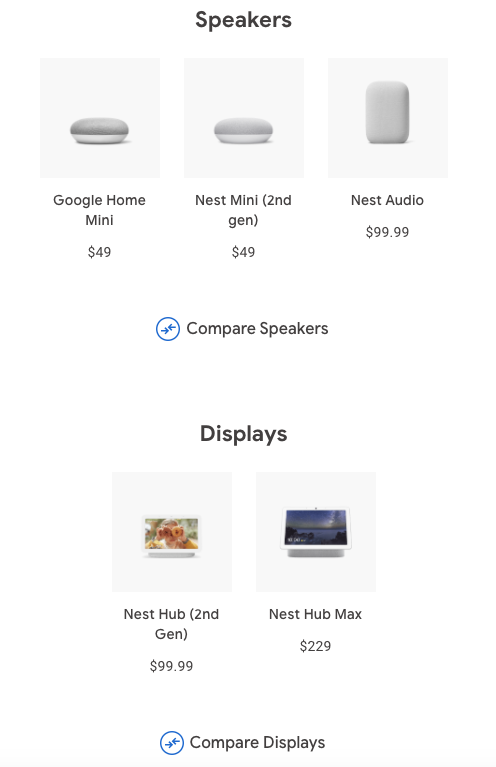 Speakers
Google Home
Mini
$49
Nest Mini (2nd
gen)
$49
Nest Audio
$99.99
Compare Speakers
Displays
Nest Hub (2nd
Gen)
$99.99
Nest Hub Max
$229
Compare Displays